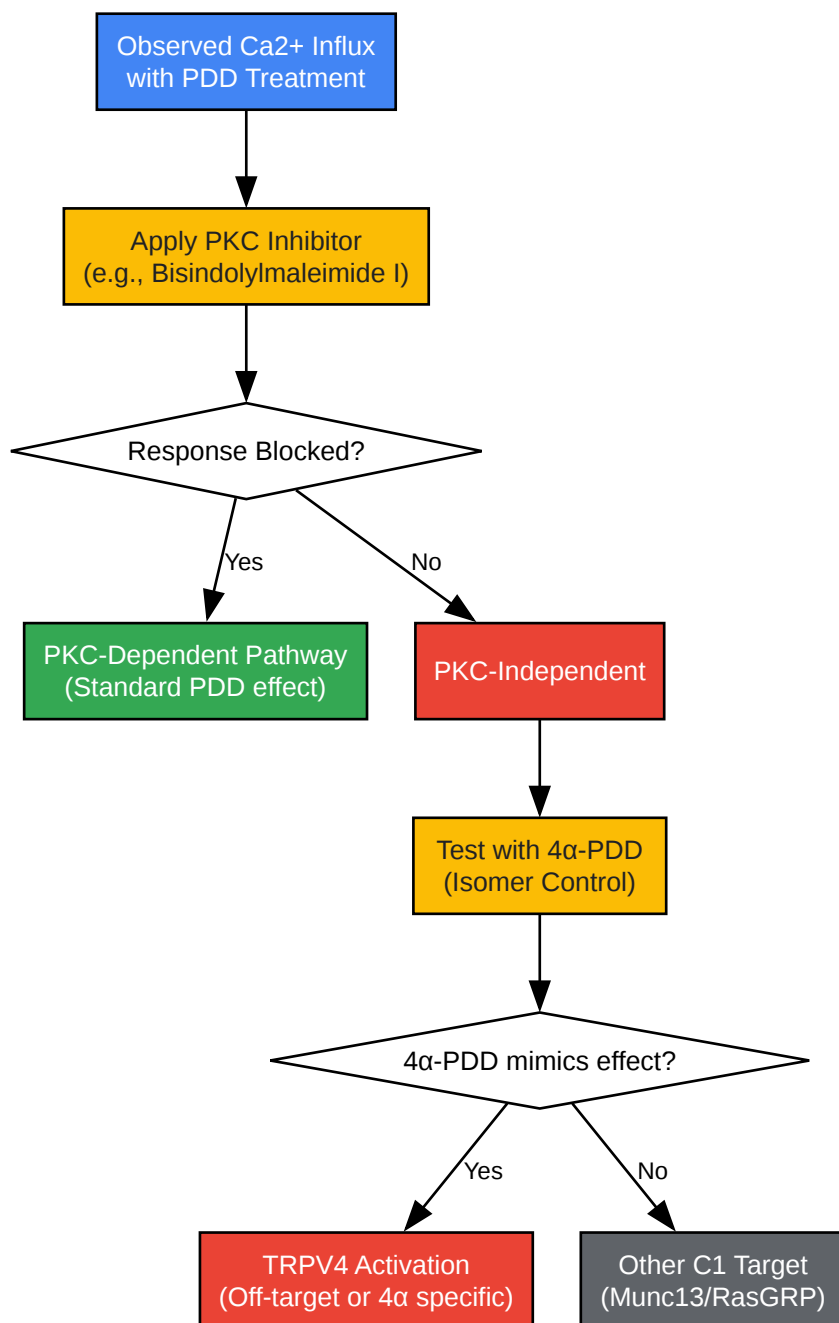 Observed Ca2+ Influx
with PDD Treatment
Apply PKC Inhibitor
(e.g., Bisindolylmaleimide I)
Response Blocked?
Yes
No
PKC-Dependent Pathway
(Standard PDD effect)
PKC-Independent
Test with 4α-PDD
(Isomer Control)
4α-PDD mimics effect?
Yes
No
TRPV4 Activation
(Off-target or 4α specific)
Other C1 Target
(Munc13/RasGRP)